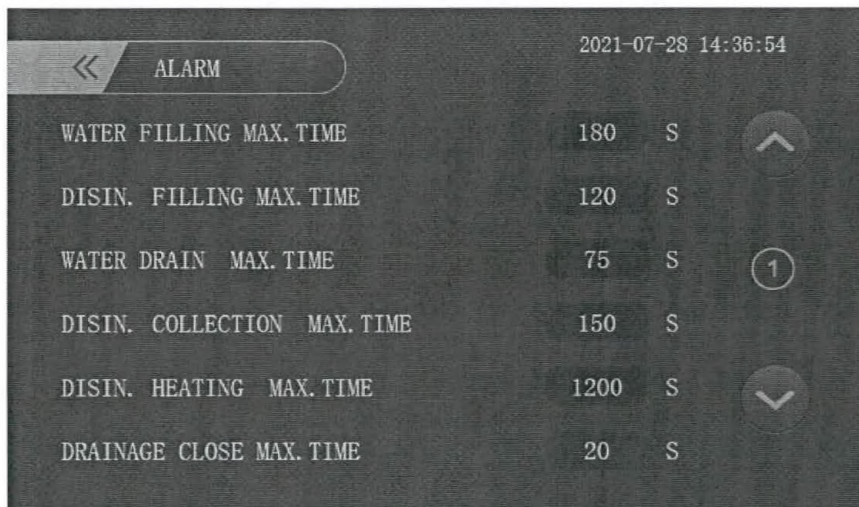 2021-07-28 14:36:54
« ALARM
WATER FILLING MAX.TIME 180 S
DISIN. FILLING MAX.TIME 120 S
WATER DRAIN MAX.TIME 75 S
1
DISIN. COLLECTION MAX.TIME 150 S
DISIN. HEATING MAX.TIME 1200 S
DRAINAGE CLOSE MAX.TIME 20 S